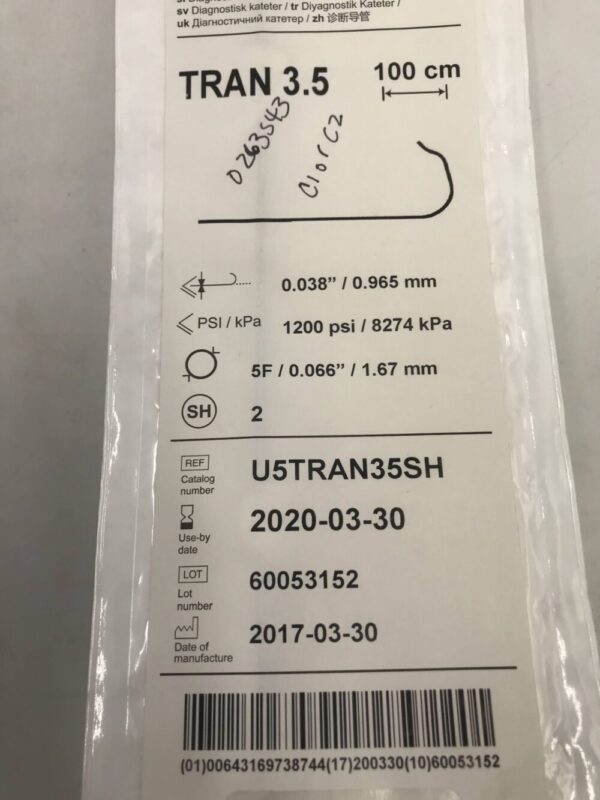 sv Diagnostisk kateter / tr Diyagnostik Kateter /
uk Діагностичний катетер / zh 诊断导管
TRAN 3.5
100 cm
0263543
C1 or C2
0.038” / 0.965 mm
PSI / kPa
1200 psi / 8274 kPa
5F / 0.066” / 1.67 mm
SH
2
REF
Catalog
number
U5TRAN35SH
Use-by
date
2020-03-30
LOT
Lot
number
60053152
Date of
manufacture
2017-03-30
(01)00643169738744(17)200330(10)60053152